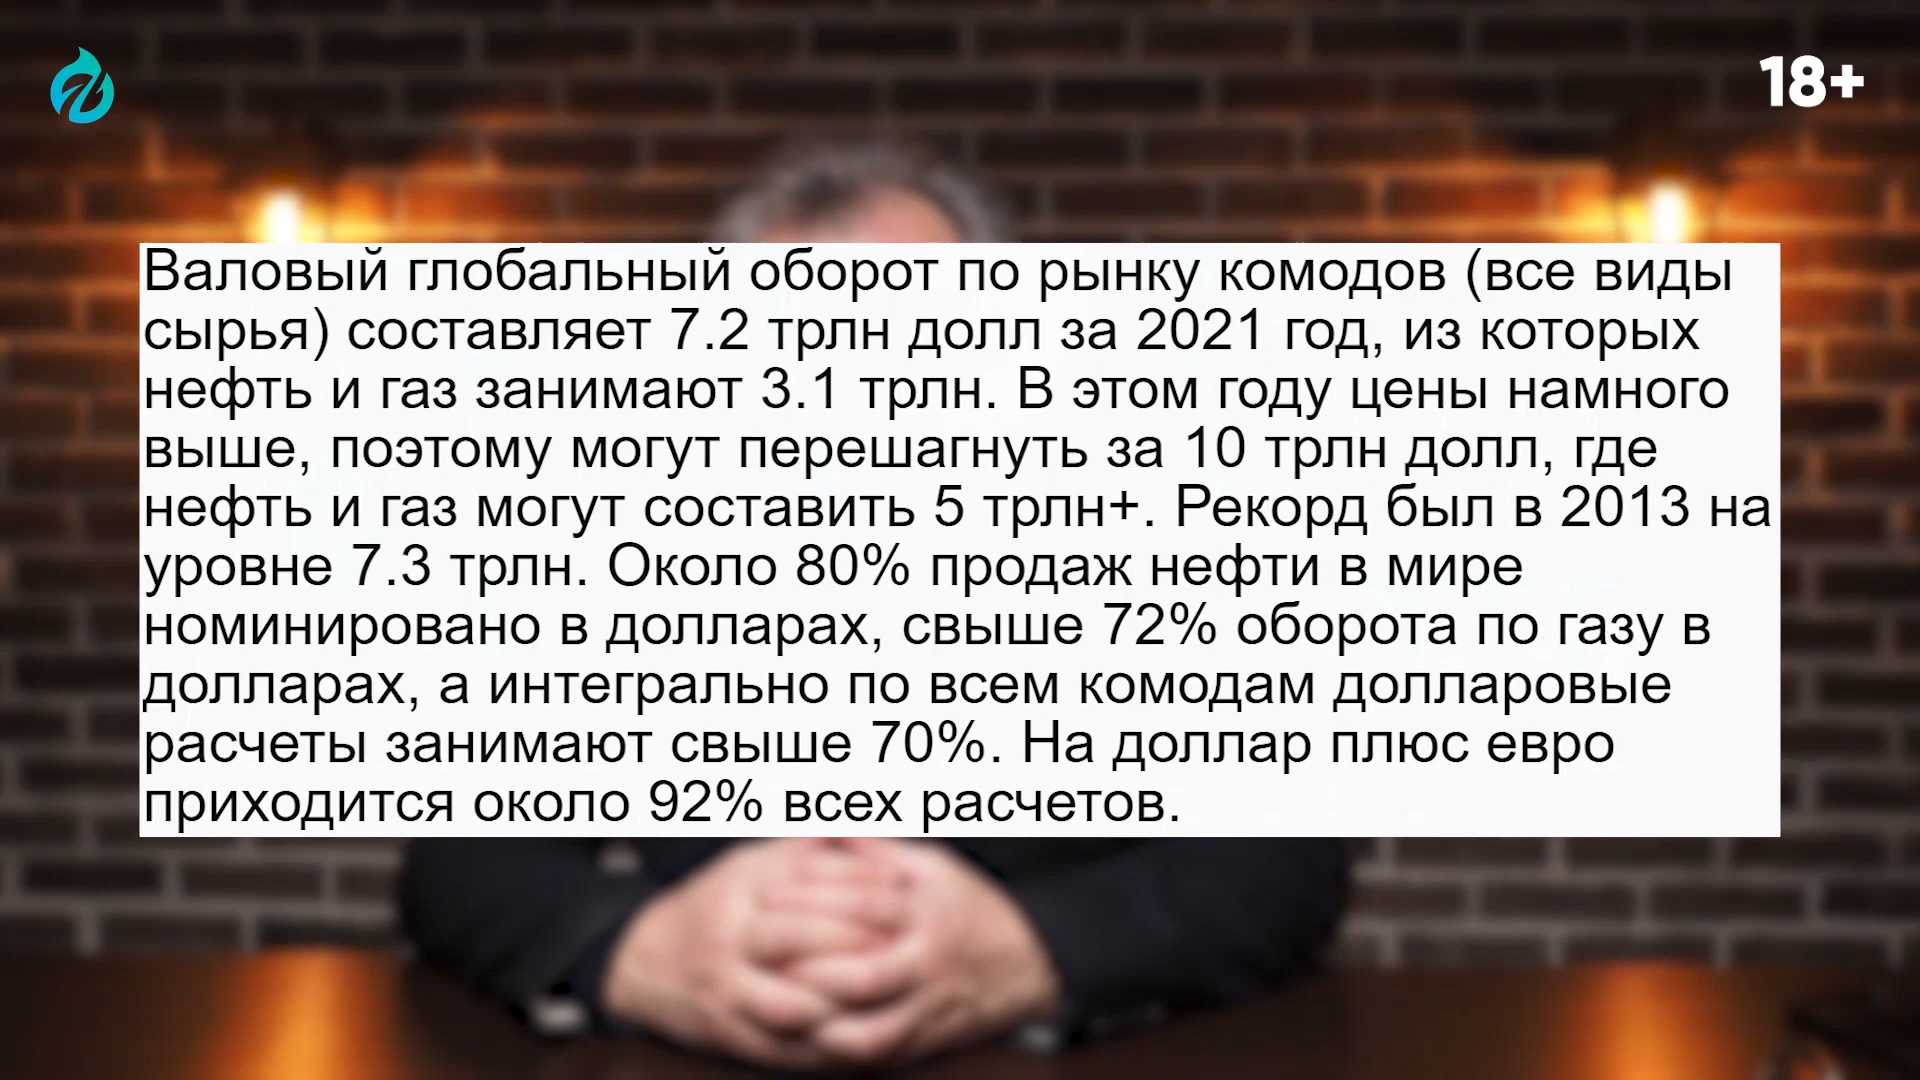 18+
Валовый глобальный оборот по рынку комодов (все виды
сырья) составляет 7.2 трлн долл за 2021 год, из которых
нефть и газ занимают 3.1 трлн. В этом году цены намного
выше, поэтому могут перешагнуть за 10 трлн долл, где
нефть и газ могут составить 5 трлн+. Рекорд был в 2013 на
уровне 7.3 трлн. Около 80% продаж нефти в мире
номинировано в долларах, свыше 72% оборота по газу в
долларах, а интегрально по всем комодам долларовые
расчеты занимают свыше 70%. На доллар плюс евро
приходится около 92% всех расчетов.